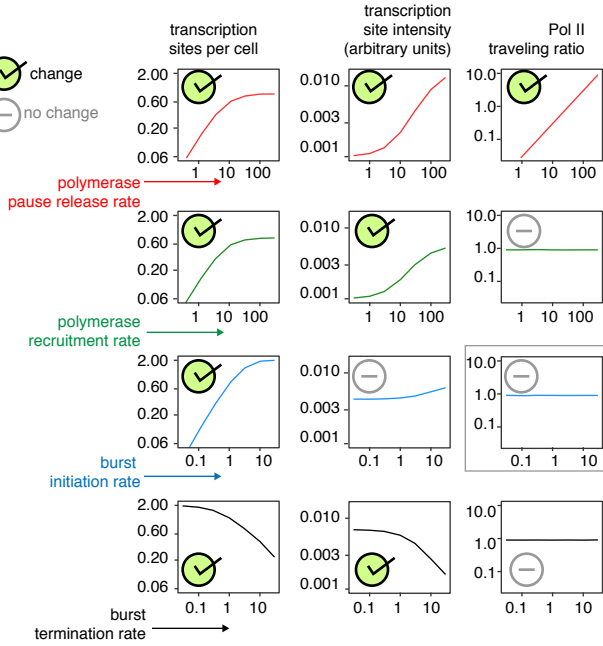 transcription
sites per cell
transcription
site intensity
(arbitrary units)
Pol II
traveling ratio
change
no change
2.00
0.60
0.20
0.06
1 10 100
0.010
0.003
0.001
1 10 100
10.0
1.0
0.1
1 10 100
polymerase
pause release rate
2.00
0.60
0.20
0.06
1 10 100
0.010
0.003
0.001
1 10 100
10.0
1.0
0.1
1 10 100
polymerase
recruitment rate
2.00
0.60
0.20
0.06
0.1 1 10
0.010
0.003
0.001
0.1 1 10
10.0
1.0
0.1
0.1 1 10
burst
initiation rate
2.00
0.60
0.20
0.06
0.1 1 10
0.010
0.003
0.001
0.1 1 10
10.0
1.0
0.1
0.1 1 10
burst
termination rate